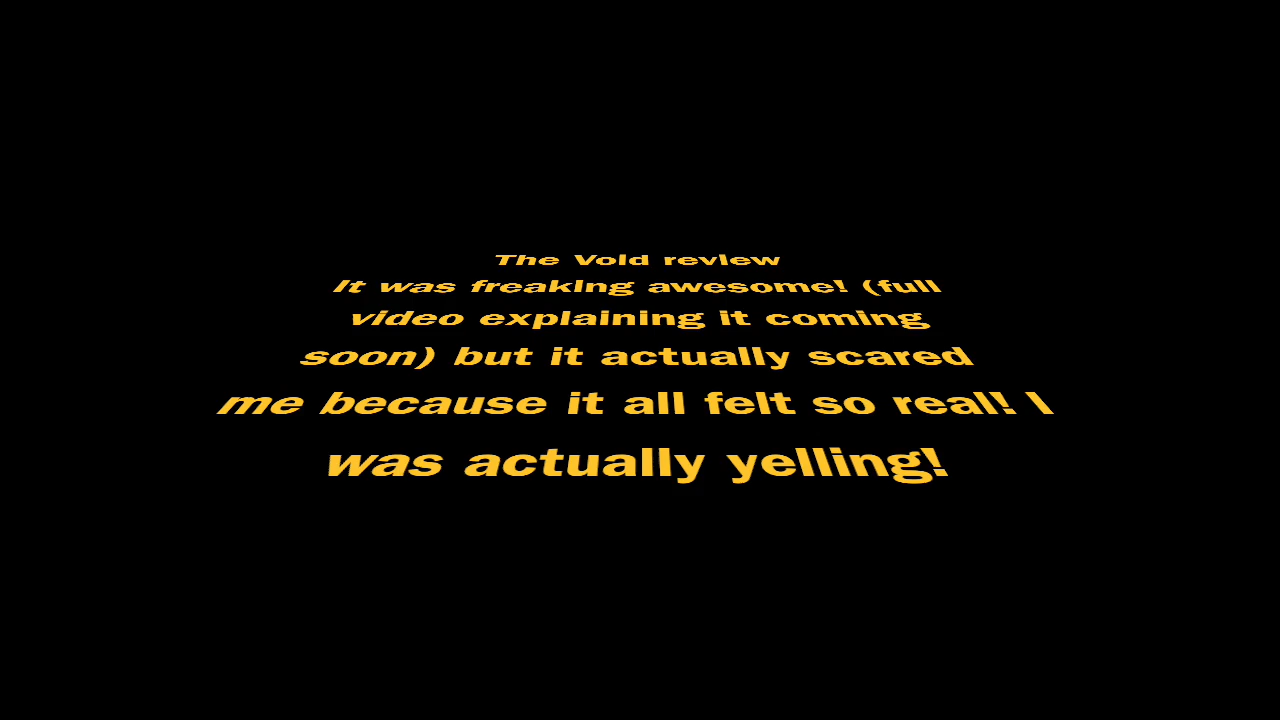 The Void review
It was freaking awesome! (full
video explaining it coming
soon) but it actually scared
me because it all felt so real! I
was actually yelling!